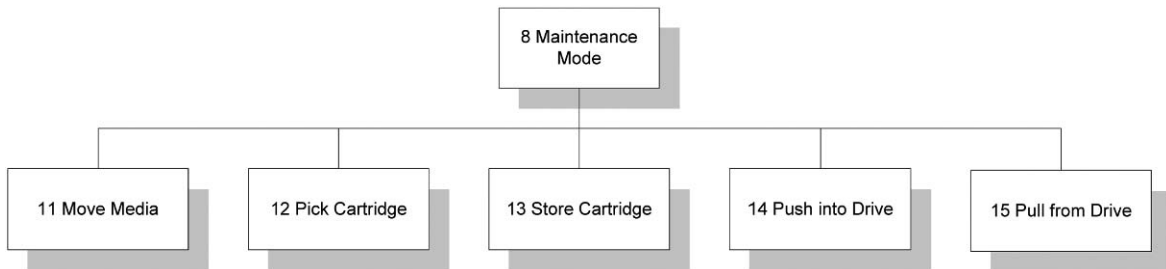 8 Maintenance
Mode
11 Move Media
12 Pick Cartridge
13 Store Cartridge
14 Push into Drive
15 Pull from Drive